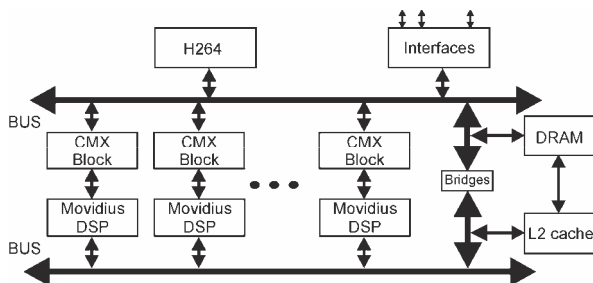 H264
Interfaces
BUS
CMX
Block
CMX
Block
CMX
Block
DRAM
Bridges
Movidius
DSP
Movidius
DSP
Movidius
DSP
L2 cache
BUS